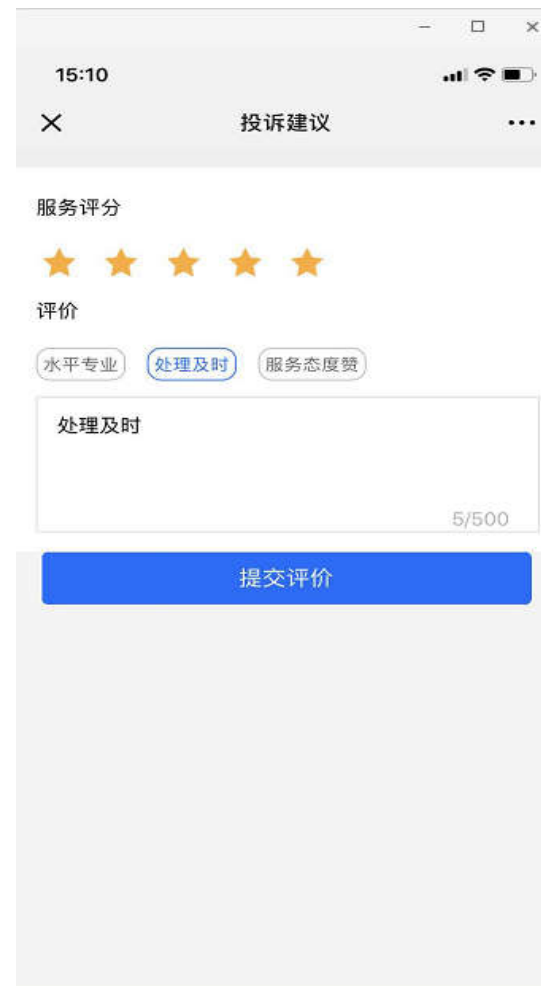 15:10
投诉建议
服务评分
评价
水平专业 处理及时 服务态度赞
处理及时
5/500
提交评价